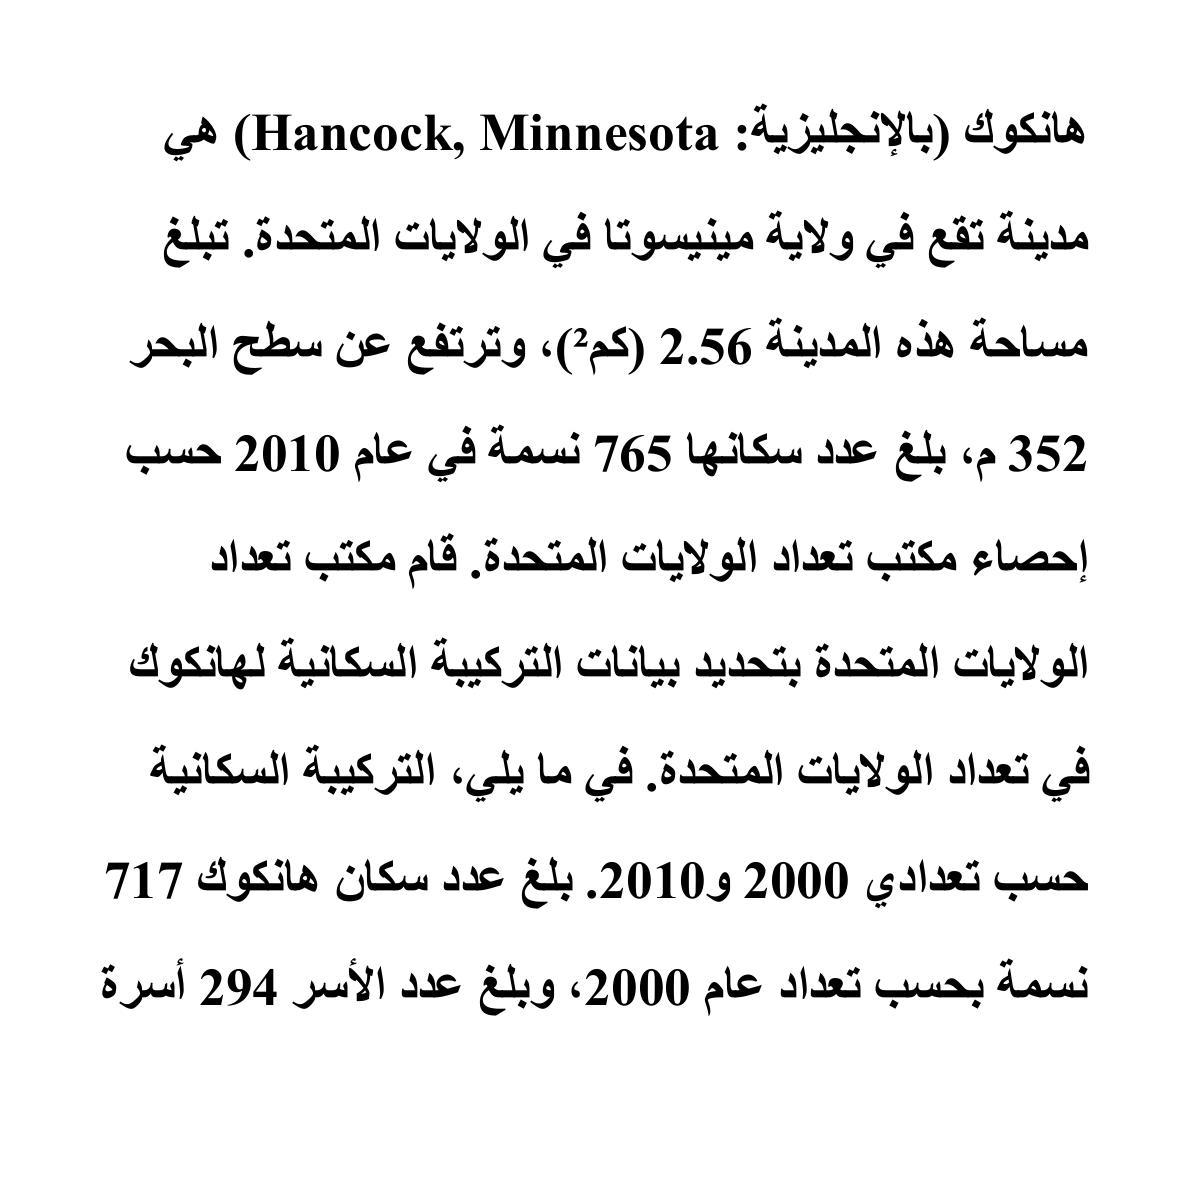 هانكوك (بالإنجليزية: Hancock, Minnesota) هي
مدينة تقع في ولاية مينيسوتا في الولايات المتحدة. تبلغ
مساحة هذه المدينة 2.56 (كم²)، وترتفع عن سطح البحر
352 م، بلغ عدد سكانها 765 نسمة في عام 2010 حسب
إحصاء مكتب تعداد الولايات المتحدة. قام مكتب تعداد
الولايات المتحدة بتحديد بيانات التركيبة السكانية لهانكوك
في تعداد الولايات المتحدة. في ما يلي، التركيبة السكانية
حسب تعدادي 2000 و2010. بلغ عدد سكان هانكوك 717
نسمة بحسب تعداد عام 2000، وبلغ عدد الأسر 294 أسرة